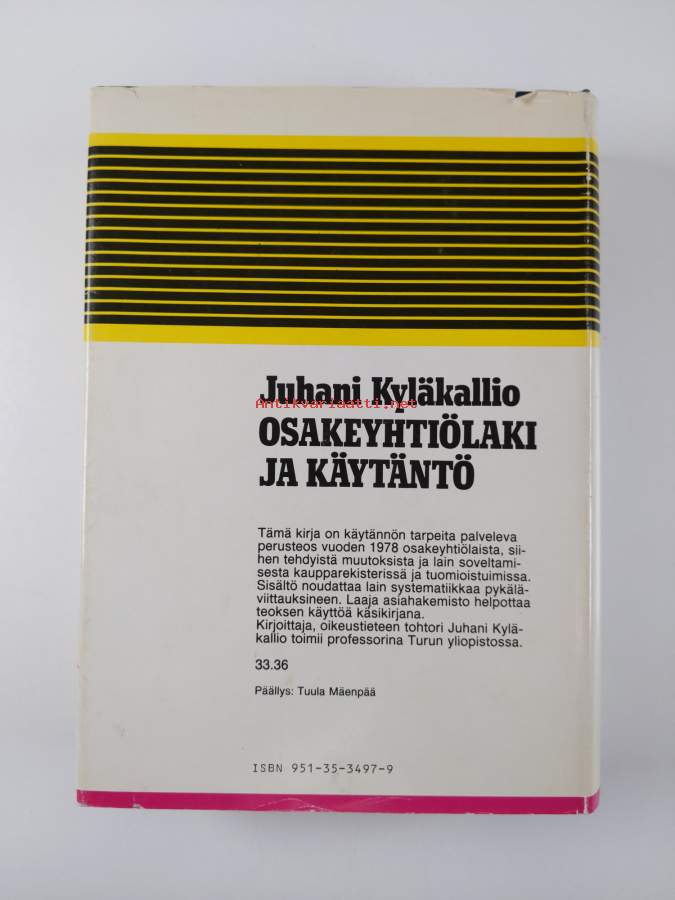 Juhani Kyläkallio
Antikvariaatti.net
OSAKEYHTIÖLAKI
JA KÄYTÄNTÖ
Tämä kirja on käytännön tarpeita palveleva
perusteos vuoden 1978 osakeyhtiölaista, sii-
hen tehdyistä muutoksista ja lain soveltami-
sesta kaupparekisterissä ja tuomioistuimissa.
Sisältö noudattaa lain systematiikkaa pykälä-
viittauksineen. Laaja asiahakemisto helpottaa
teoksen käyttöä käsikirjana.
Kirjoittaja, oikeustieteen tohtori Juhani Kylä-
kallio toimii professorina Turun yliopistossa.
33.36
Päällys: Tuula Mäenpää
ISBN 951-35-3497-9